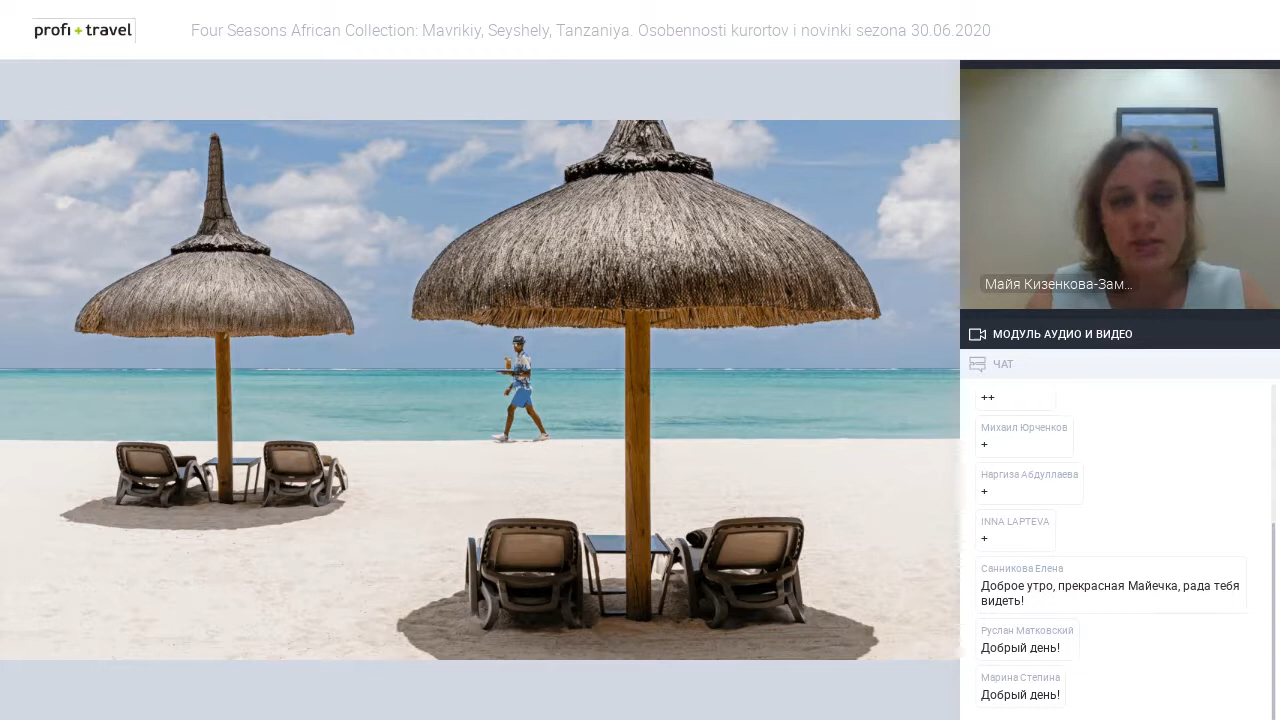 profi + travel
Four Seasons African Collection: Mavrikiy, Seyshely, Tanzaniya. Osobennosti kurortov i novinki sezona 30.06.2020
Майя Кизенкова-Зам...
МОДУЛЬ АУДИО И ВИДЕО
ЧАТ
++
Михаил Юрченков
+
Наргиза Абдуллаева
+
INNA LAPTEVA
+
Санникова Елена
Доброе утро, прекрасная Майечка, рада тебя
видеть!
Руслан Матковский
Добрый день!
Марина Степина
Добрый день!